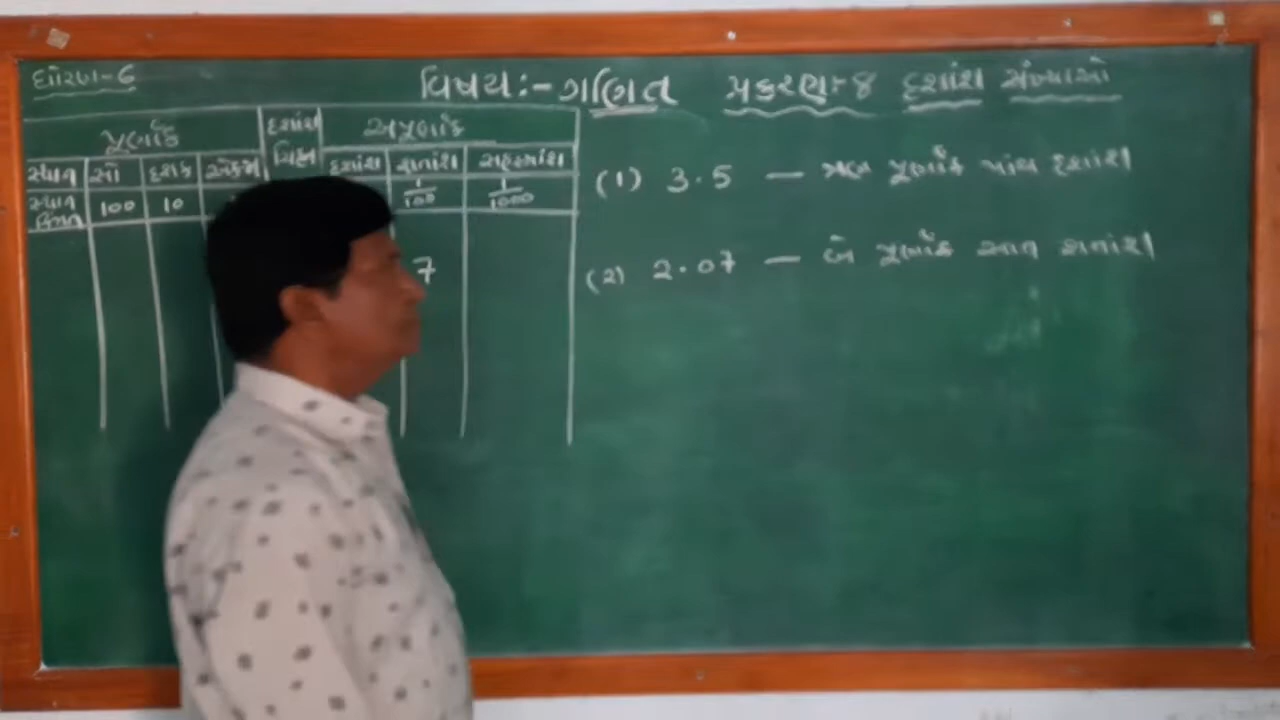 ધોરણ-6
વિષય:- ગણિત પ્રકરણ:- ૪ દશાંશ સંખ્યાઓ
પૂર્ણાંક દશાંશ ચિહ્ન અપૂર્ણાંક
સ્થાન સો દશક એકમ દશાંશ શતાંશ સહસ્ત્રાંશ
સ્થાન કિંમત 100 10 1/100 1/1000
7
(1) 3.5 — ત્રણ પૂર્ણાંક પાંચ દશાંશ
(2) 2.07 — બે પૂર્ણાંક સાત શતાંશ